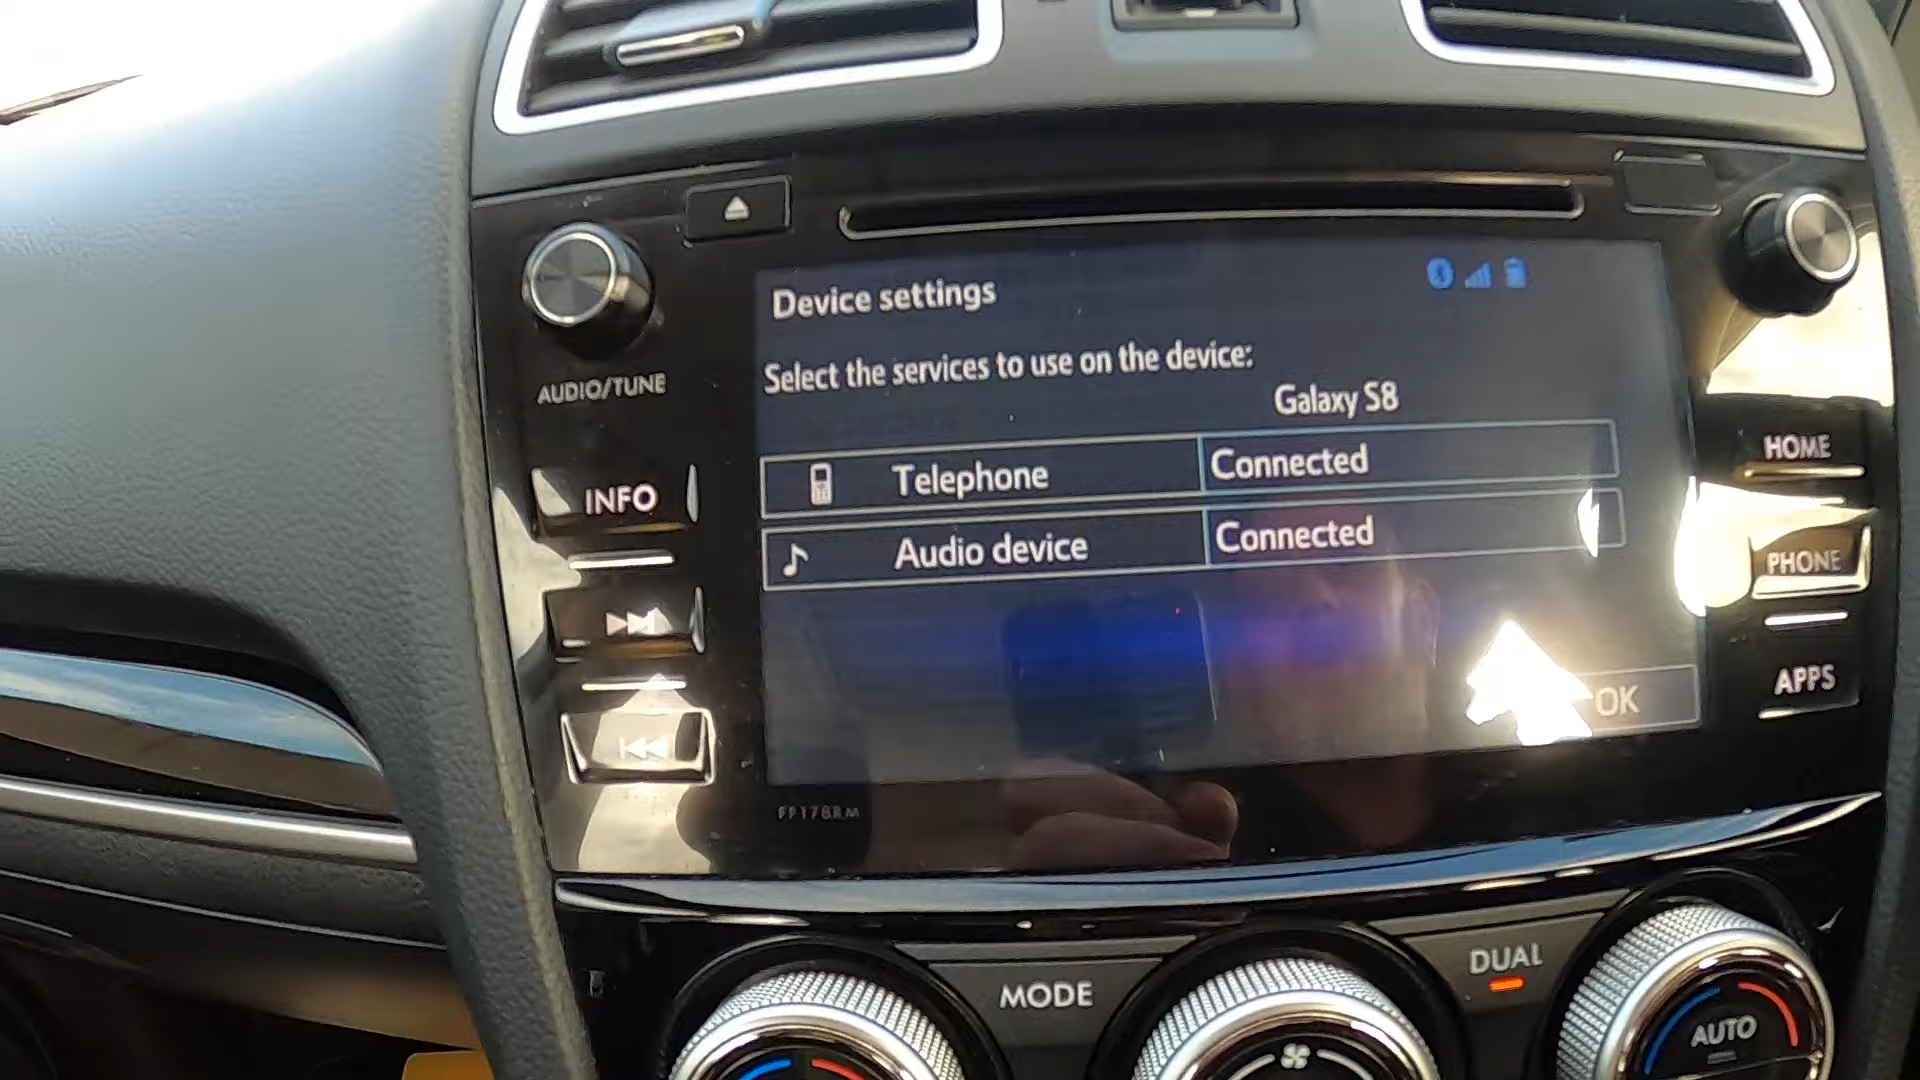 Device settings
Select the services to use on the device:
Galaxy S8
Telephone Connected
Audio device Connected
OK
AUDIO/TUNE
INFO
HOME
PHONE
APPS
MODE
DUAL
AUTO